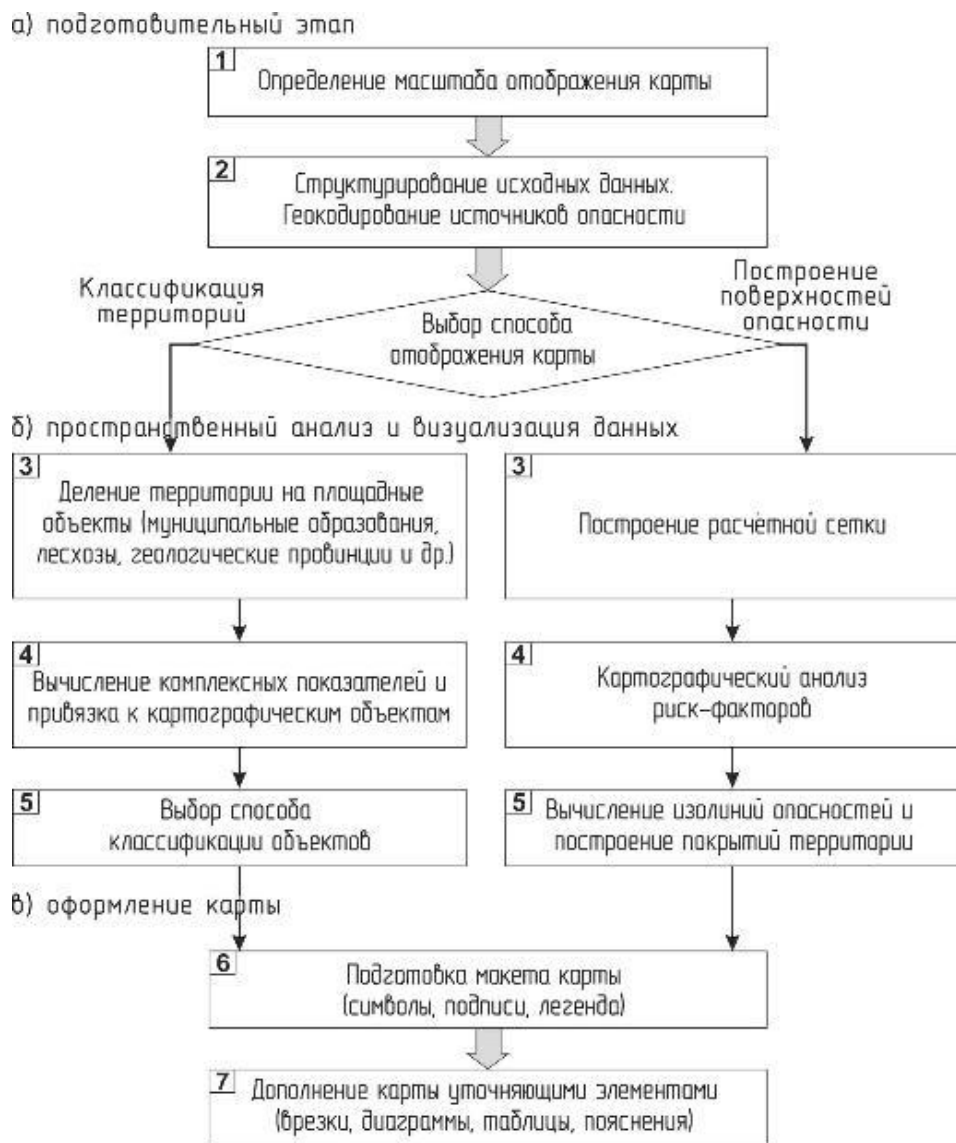 а) подготовительный этап
1
Определение масштаба отображения карты
2
Структурирование исходных данных.
Геокодирование источников опасности
Классификация
территорий
Построение
поверхностей
опасности
Выбор способа
отображения карты
б) пространственный анализ и визуализация данных
3
Деление территории на площадные
объекты (муниципальные образования,
лесхозы, геологические провинции и др.)
3
Построение расчётной сетки
4
Вычисление комплексных показателей и
привязка к картографическим объектам
4
Картографический анализ
риск-факторов
5
Выбор способа
классификации объектов
5
Вычисление изолиний опасностей и
построение покрытий территории
в) оформление карты
6
Подготовка макета карты
(символы, подписи, легенда)
7
Дополнение карты уточняющими элементами
(врезки, диаграммы, таблицы, пояснения)